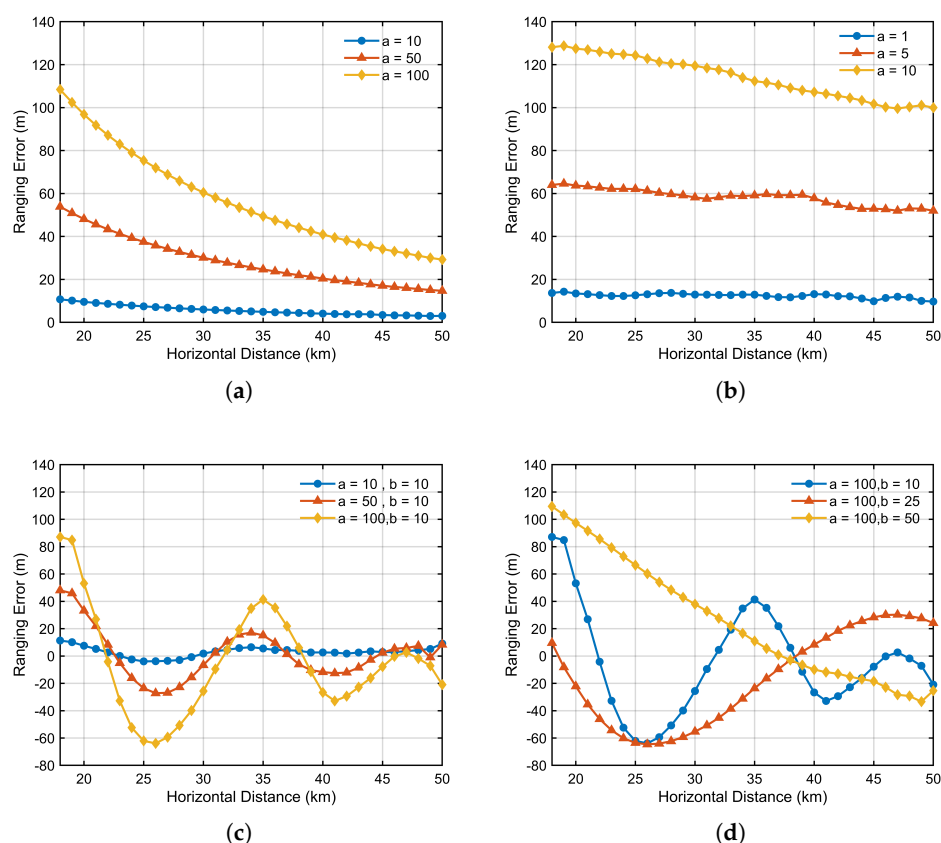 140
120
100
80
60
40
20
0
Ranging Error (m)
a = 10
a = 50
a = 100
20 25 30 35 40 45 50
Horizontal Distance (km)
(a)
140
120
100
80
60
40
20
0
Ranging Error (m)
a = 1
a = 5
a = 10
20 25 30 35 40 45 50
Horizontal Distance (km)
(b)
140
120
100
80
60
40
20
0
-20
-40
-60
-80
Ranging Error (m)
a = 10 , b = 10
a = 50 , b = 10
a = 100,b = 10
20 25 30 35 40 45 50
Horizontal Distance (km)
(c)
140
120
100
80
60
40
20
0
-20
-40
-60
-80
Ranging Error (m)
a = 100,b = 10
a = 100,b = 25
a = 100,b = 50
20 25 30 35 40 45 50
Horizontal Distance (km)
(d)